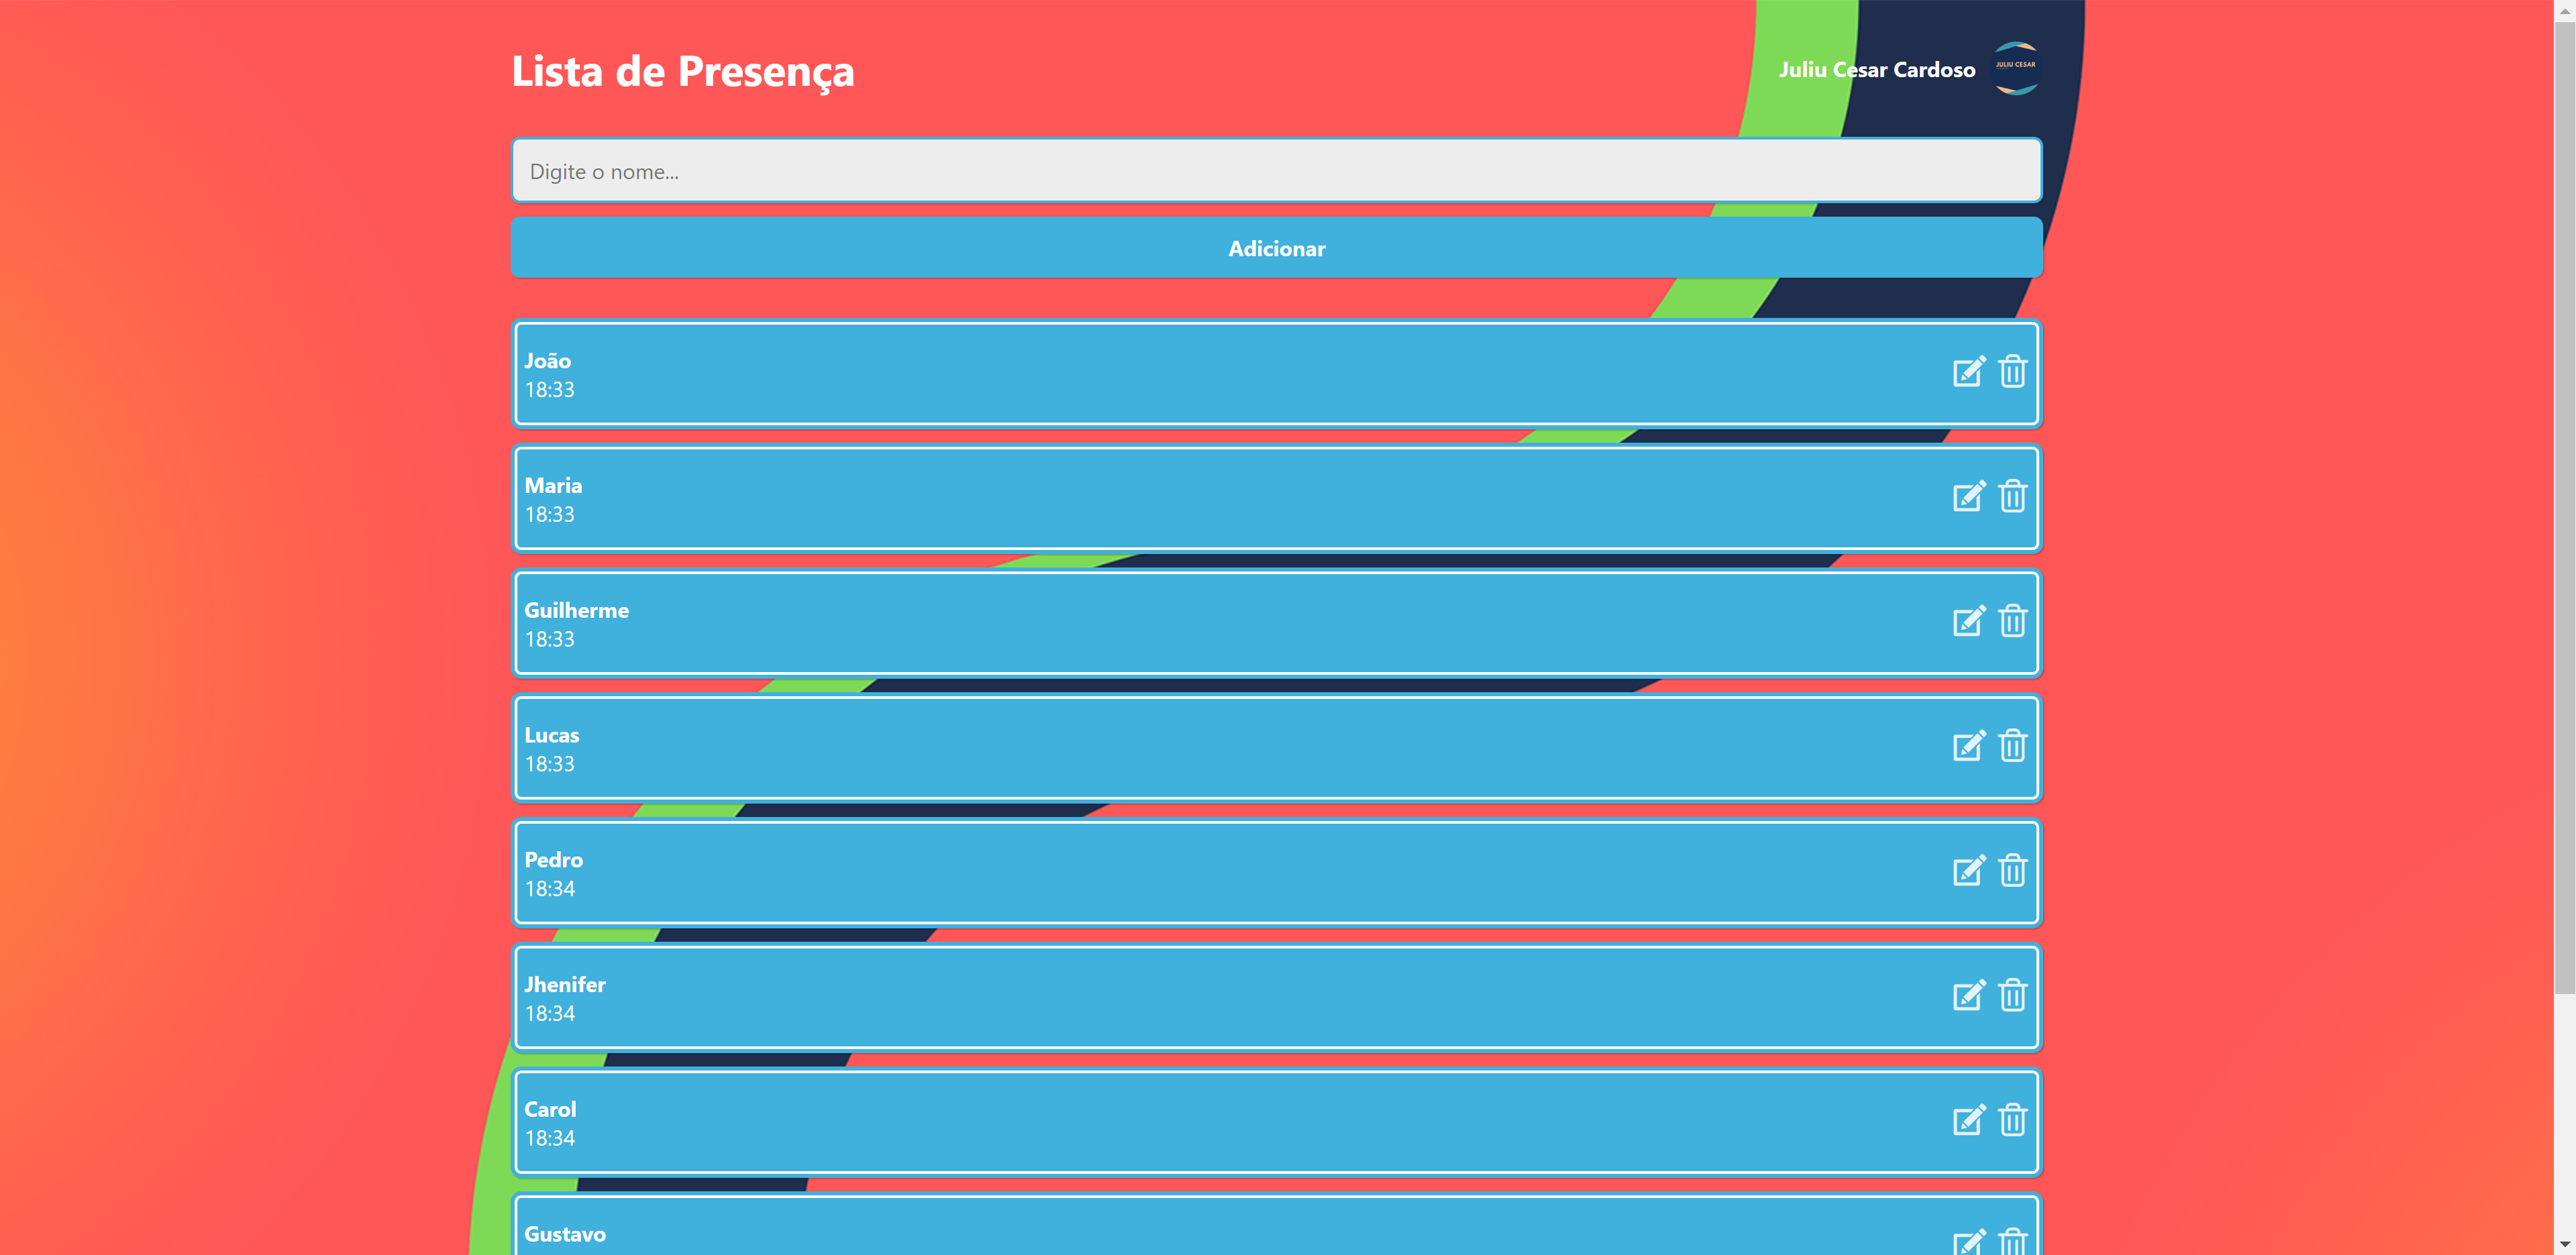 Lista de Presença
Juliu Cesar Cardoso
JULIU CESAR
Digite o nome...
Adicionar
João
18:33
Maria
18:33
Guilherme
18:33
Lucas
18:33
Pedro
18:34
Jhenifer
18:34
Carol
18:34
Gustavo